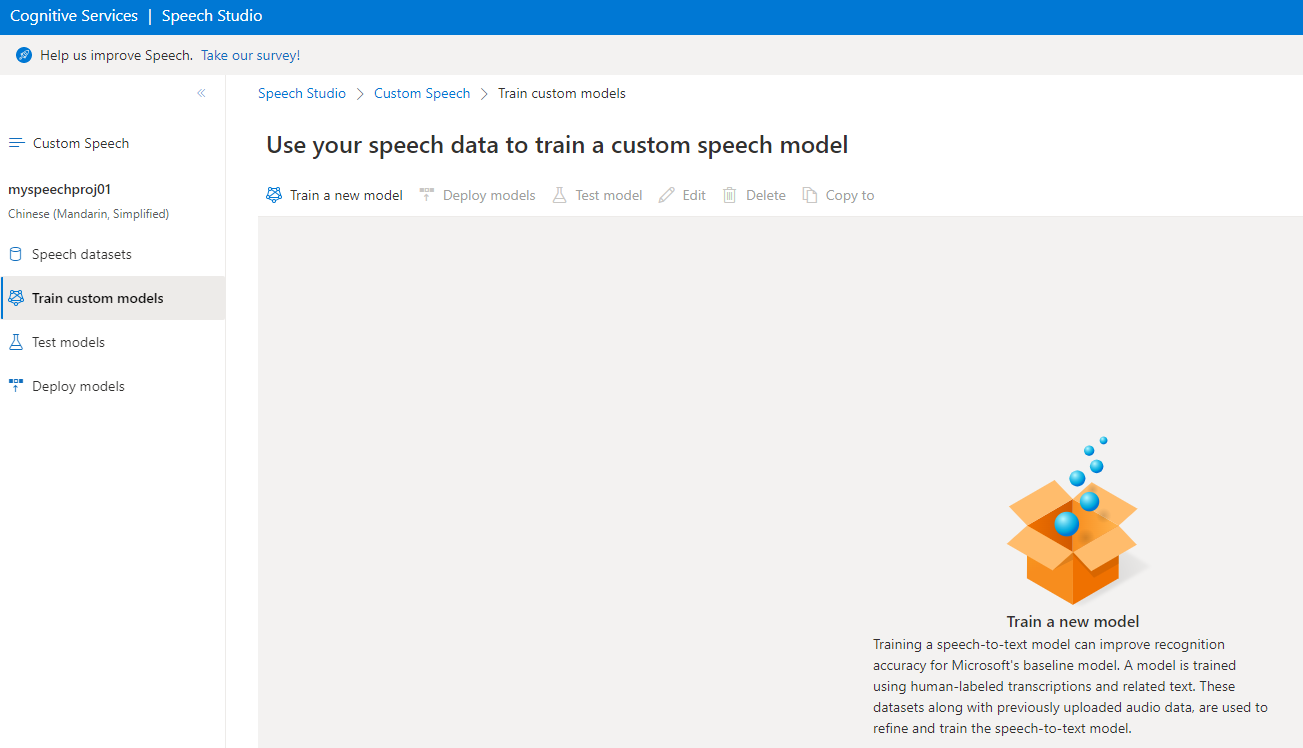 Cognitive Services | Speech Studio
Help us improve Speech. Take our survey!
Speech Studio > Custom Speech > Train custom models
Custom Speech
Use your speech data to train a custom speech model
myspeechproj01
Chinese (Mandarin, Simplified)
Train a new model Deploy models Test model Edit Delete Copy to
Speech datasets
Train custom models
Test models
Deploy models
Train a new model
Training a speech-to-text model can improve recognition
accuracy for Microsoft's baseline model. A model is trained
using human-labeled transcriptions and related text. These
datasets along with previously uploaded audio data, are used to
refine and train the speech-to-text model.